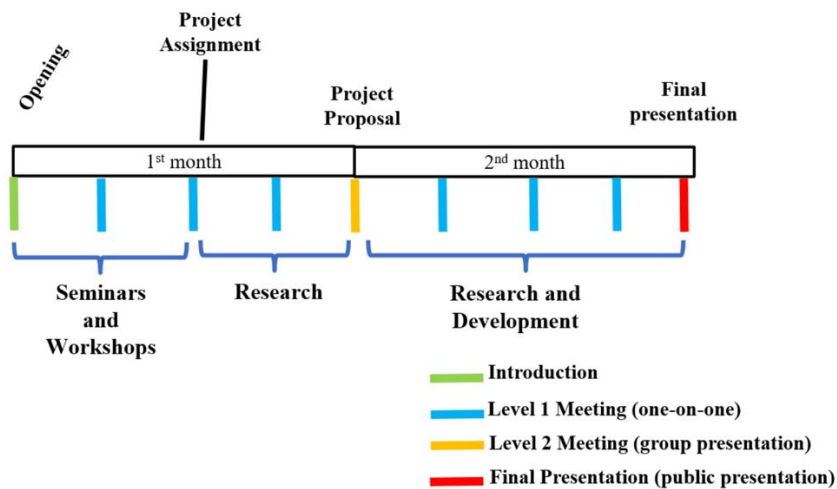 Opening
Project
Assignment
Project
Proposal
Final
presentation
1st month
2nd month
Seminars
and
Workshops
Research
Research and
Development
Introduction
Level 1 Meeting (one-on-one)
Level 2 Meeting (group presentation)
Final Presentation (public presentation)